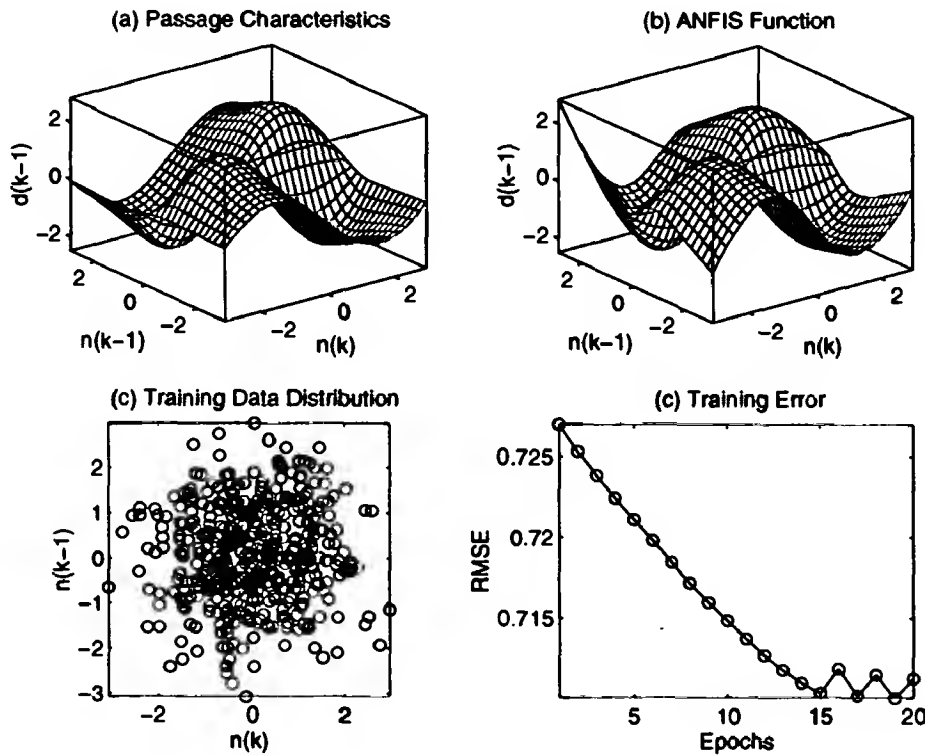 (a) Passage Characteristics
(b) ANFIS Function
d(k-1)
2
0
-2
2
0
-2
n(k-1)
-2
0
2
n(k)
d(k-1)
2
0
-2
2
0
-2
n(k-1)
-2
0
2
n(k)
(c) Training Data Distribution
(c) Training Error
n(k-1)
2
1
0
-1
-2
-3
-2
0
2
n(k)
RMSE
0.725
0.72
0.715
5
10
15
20
Epochs